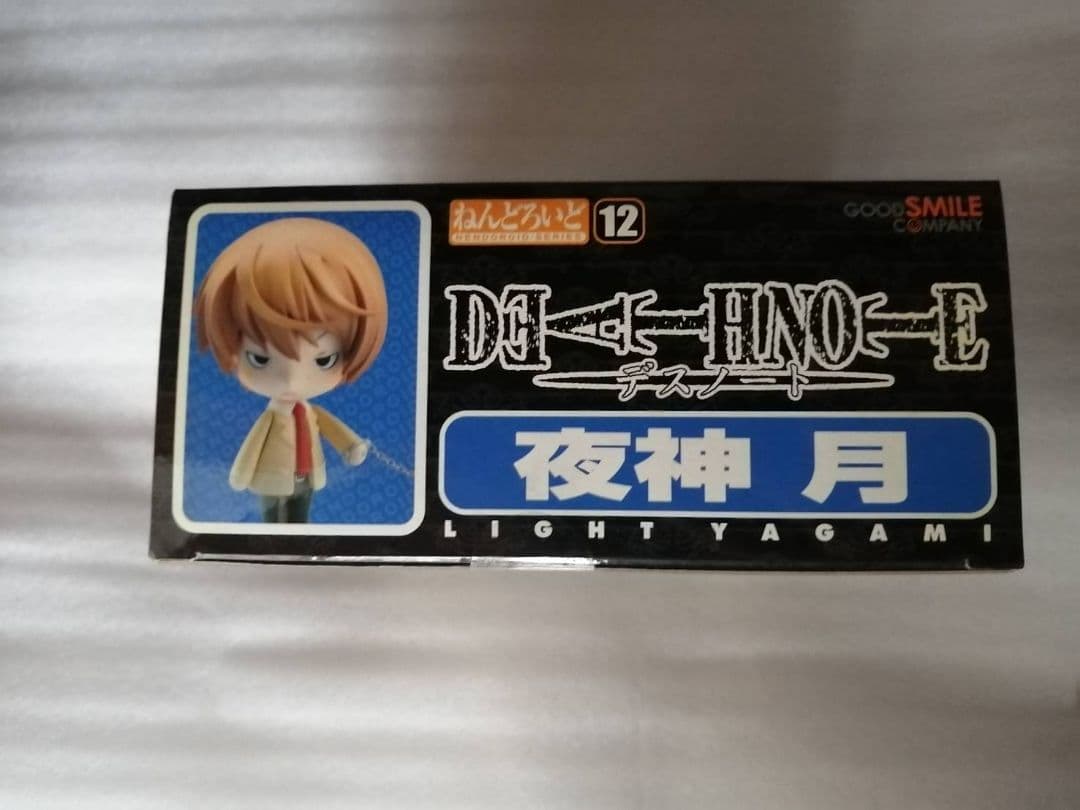 ねんどろいど 12
NENDOROID SERIES
GOOD SMILE
COMPANY
DEATH NOTE
デスノート
夜神 月
LIGHT YAGAMI